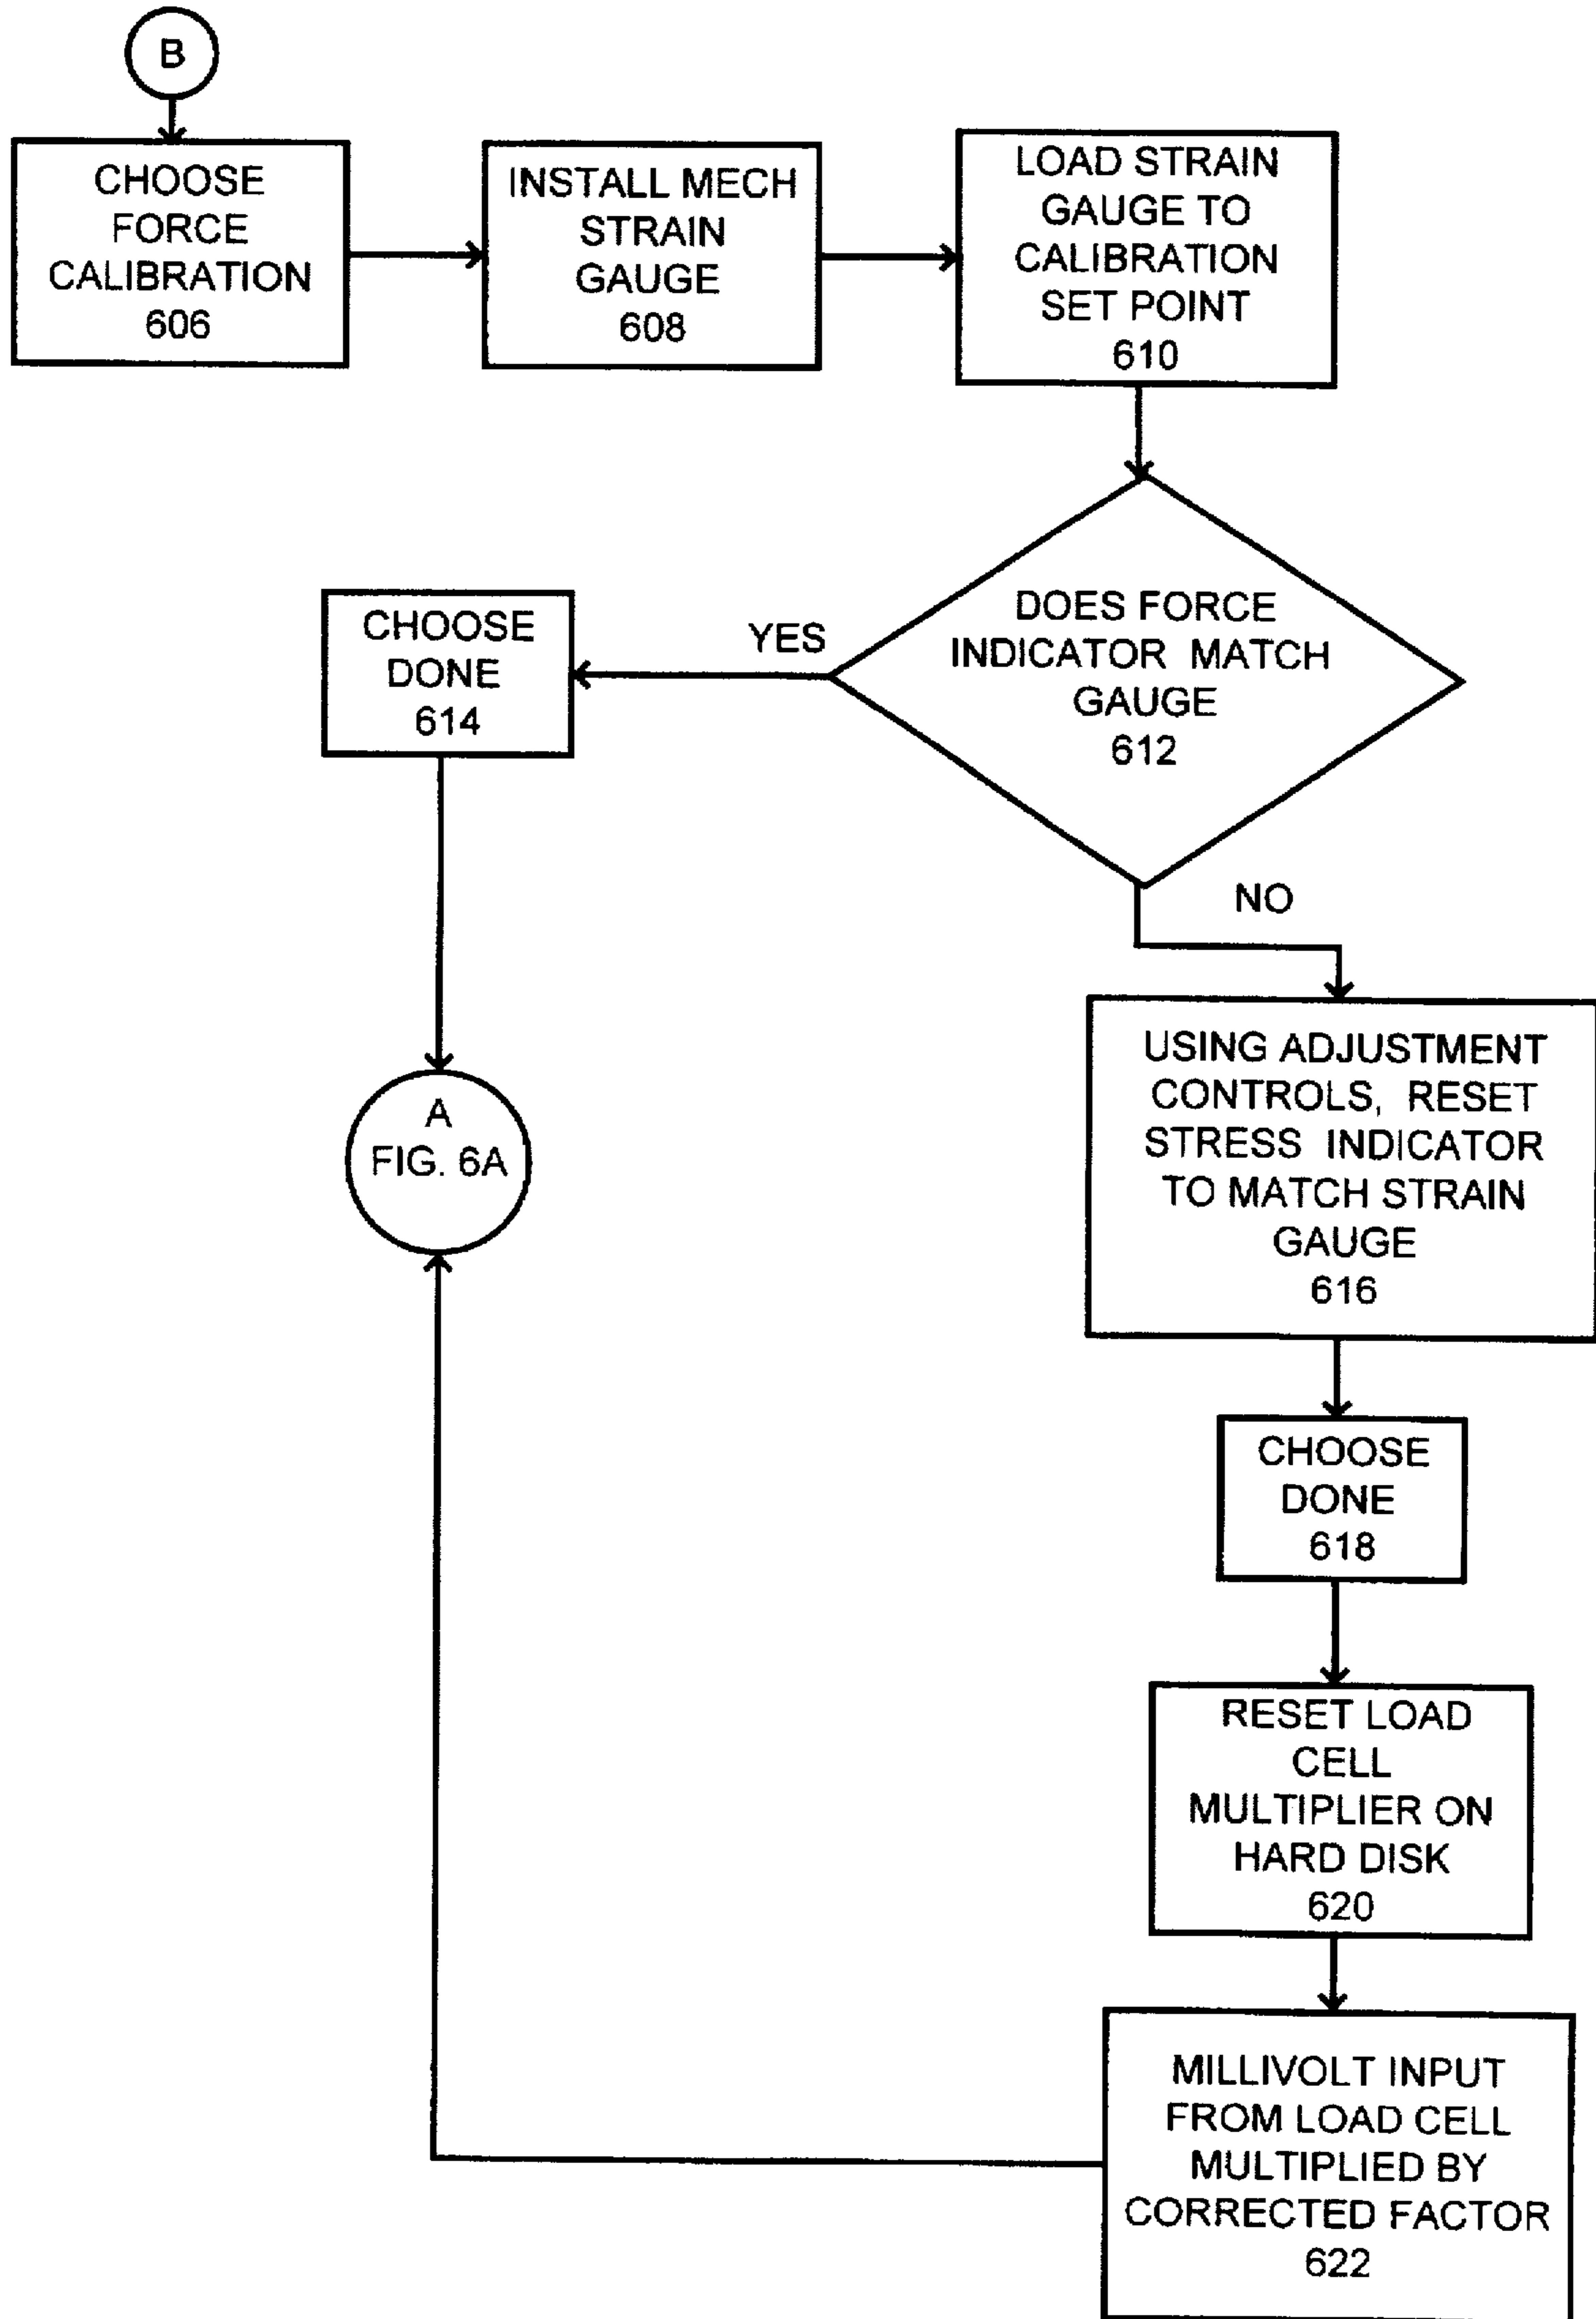 B
CHOOSE
FORCE
CALIBRATION
606
INSTALL MECH
STRAIN
GAUGE
608
LOAD STRAIN
GAUGE TO
CALIBRATION
SET POINT
610
DOES FORCE
INDICATOR MATCH
GAUGE
612
YES
CHOOSE
DONE
614
A
FIG. 6A
NO
USING ADJUSTMENT
CONTROLS, RESET
STRESS INDICATOR
TO MATCH STRAIN
GAUGE
616
CHOOSE
DONE
618
RESET LOAD
CELL
MULTIPLIER ON
HARD DISK
620
MILLIVOLT INPUT
FROM LOAD CELL
MULTIPLIED BY
CORRECTED FACTOR
622